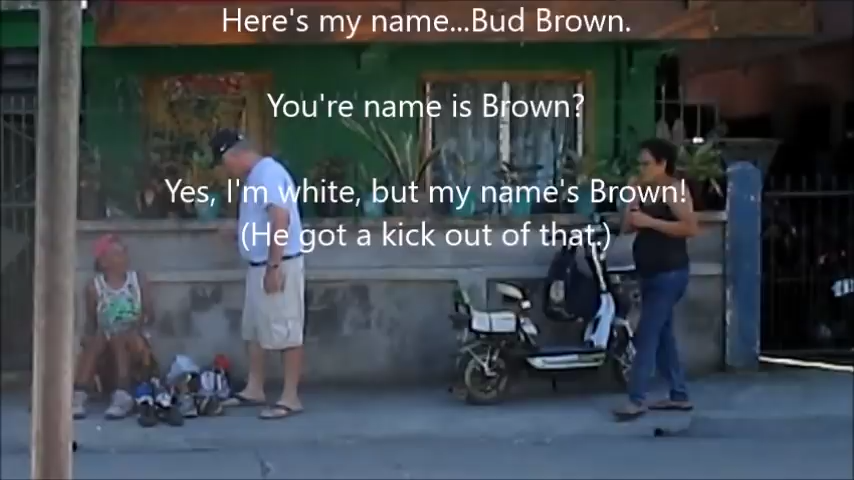 Here's my name...Bud Brown.
You're name is Brown?
Yes, I'm white, but my name's Brown!
(He got a kick out of that.)